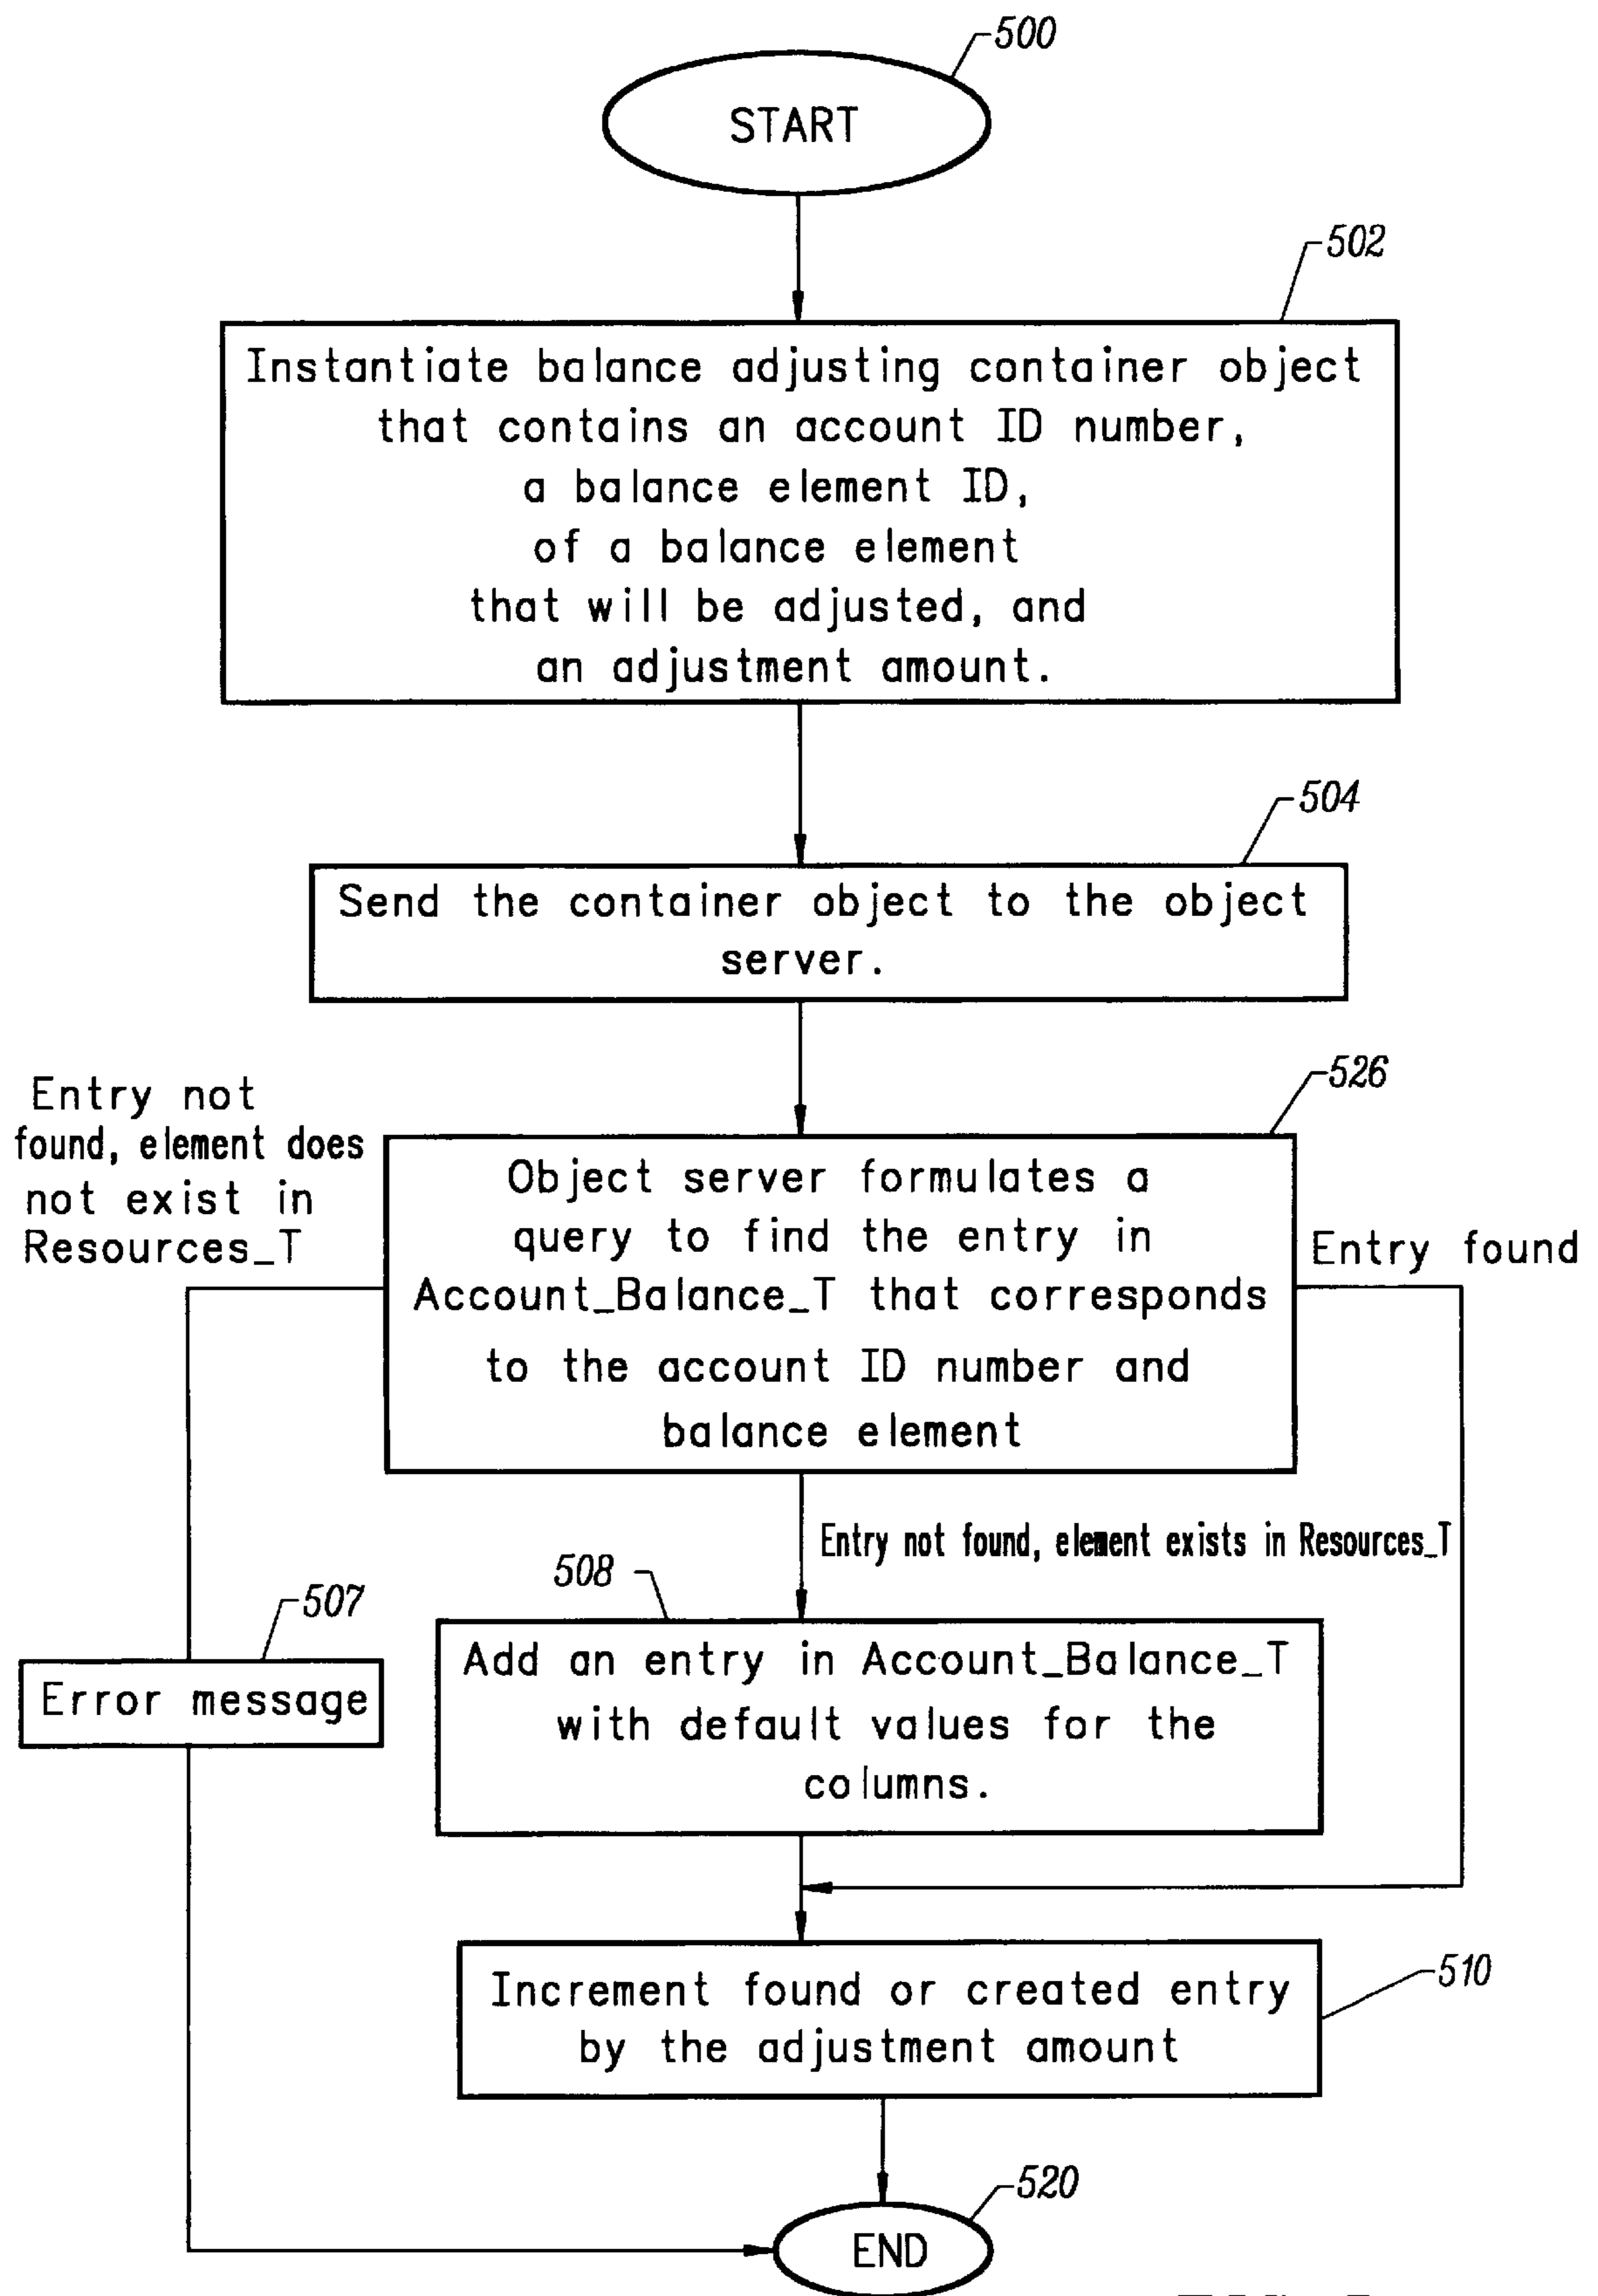 500
START
502
Instantiate balance adjusting container object
that contains an account ID number,
a balance element ID,
of a balance element
that will be adjusted, and
an adjustment amount.
504
Send the container object to the object
server.
526
Entry not
found, element does
not exist in
Resources_T
Object server formulates a
query to find the entry in
Account_Balance_T that corresponds
to the account ID number and
balance element
Entry found
Entry not found, element exists in Resources_T
508
507
Error message
Add an entry in Account_Balance_T
with default values for the
columns.
510
Increment found or created entry
by the adjustment amount
520
END